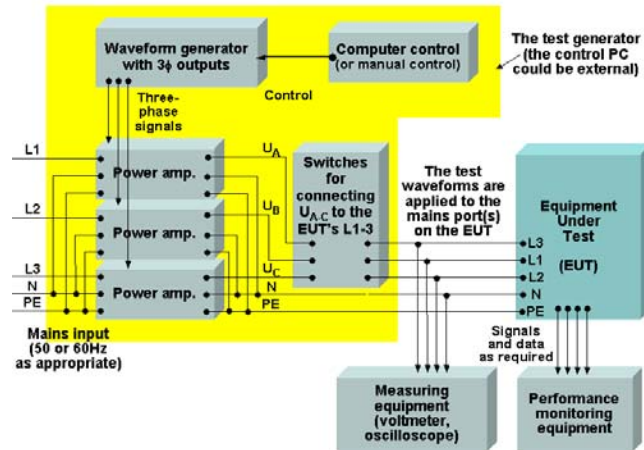 Waveform generator
with 3ϕ outputs
Computer control
(or manual control)
The test generator
(the control PC
could be external)
Control
Three-
phase
signals
L1
Power amp.
U_A
Switches
for
connecting
U_A-C to the
EUT's L1-3
The test
waveforms are
applied to the
mains port(s)
on the EUT
Equipment
Under
Test
(EUT)
L2
Power amp.
U_B
L3
L1
L2
N
PE
L3
N
PE
Power amp.
U_C
N
PE
Mains input
(50 or 60Hz
as appropriate)
Signals
and data
as required
Measuring
equipment
(voltmeter,
oscilloscope)
Performance
monitoring
equipment